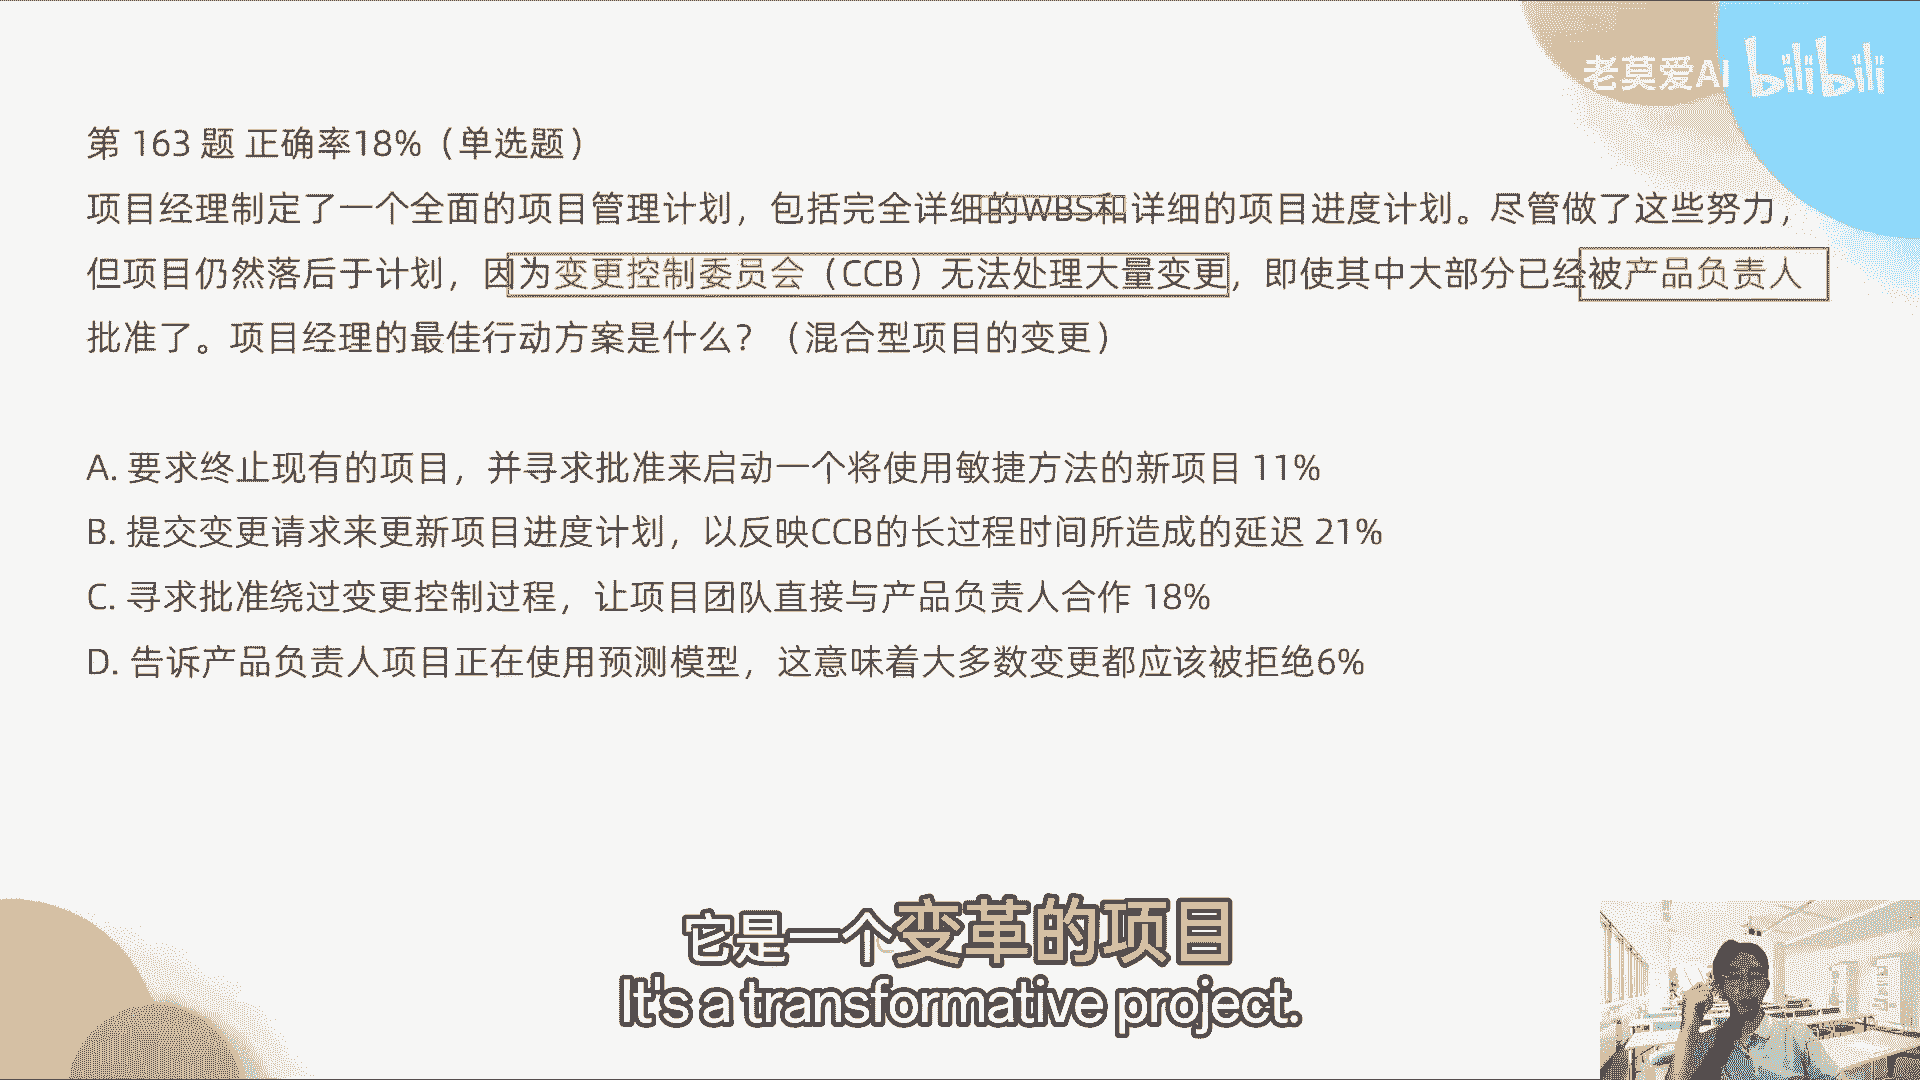 老莫爱AI bilibili
第 163 题 正确率18%（单选题）
项目经理制定了一个全面的项目管理计划，包括完全详细的WBS和详细的项目进度计划。尽管做了这些努力，
但项目仍然落后于计划，因为变更控制委员会（CCB）无法处理大量变更，即使其中大部分已经被产品负责人
批准了。项目经理的最佳行动方案是什么？（混合型项目的变更）
A. 要求终止现有的项目，并寻求批准来启动一个将使用敏捷方法的新项目 11%
B. 提交变更请求来更新项目进度计划，以反映CCB的长过程时间所造成的延迟 21%
C. 寻求批准绕过变更控制过程，让项目团队直接与产品负责人合作 18%
D. 告诉产品负责人项目正在使用预测模型，这意味着大多数变更都应该被拒绝6%
它是一个变革的项目
It's a transformative project.